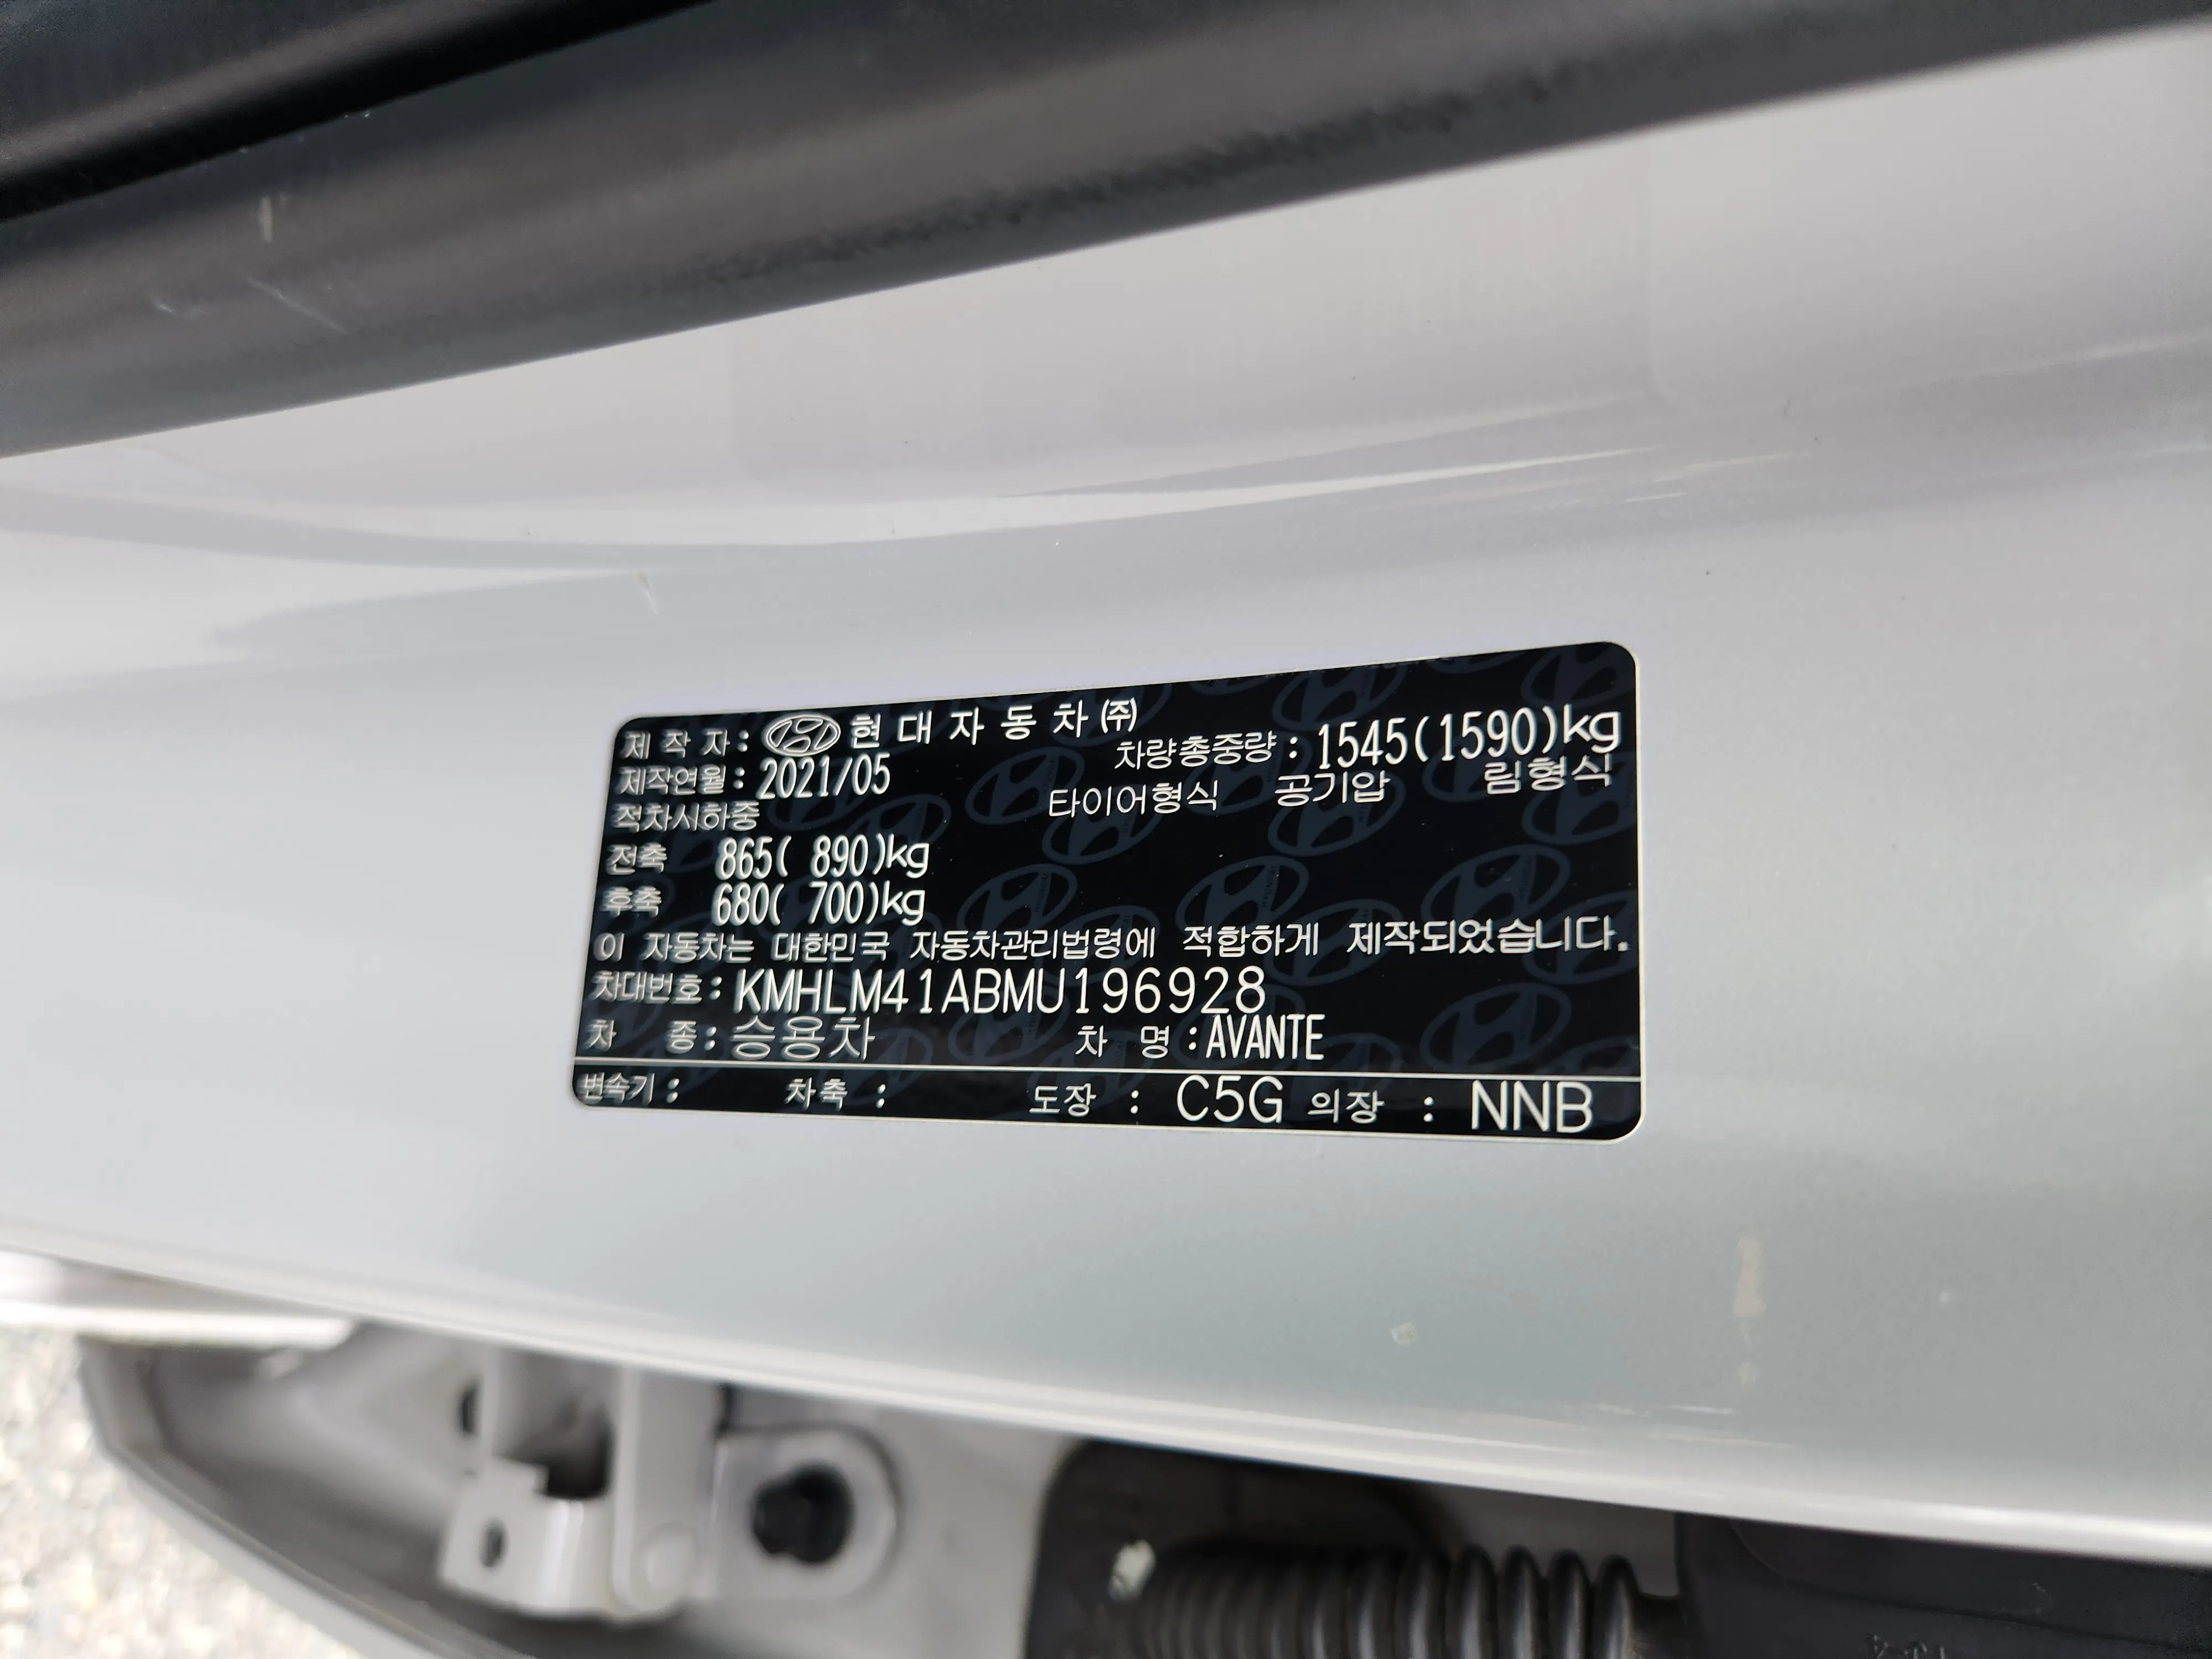 제 작 자 : 현 대 자 동 차 ㈜
제작연월 : 2021/05
차량총중량 : 1545(1590)kg
적차시하중
타이어형식 공기압 림형식
전축 865( 890)kg
후축 680( 700)kg
이 자동차는 대한민국 자동차관리법령에 적합하게 제작되었습니다.
차대번호 : KMHLM41ABMU196928
차 종 : 승용차 차 명 : AVANTE
변속기 : 차축 : 도장 : C5G 의장 : NNB